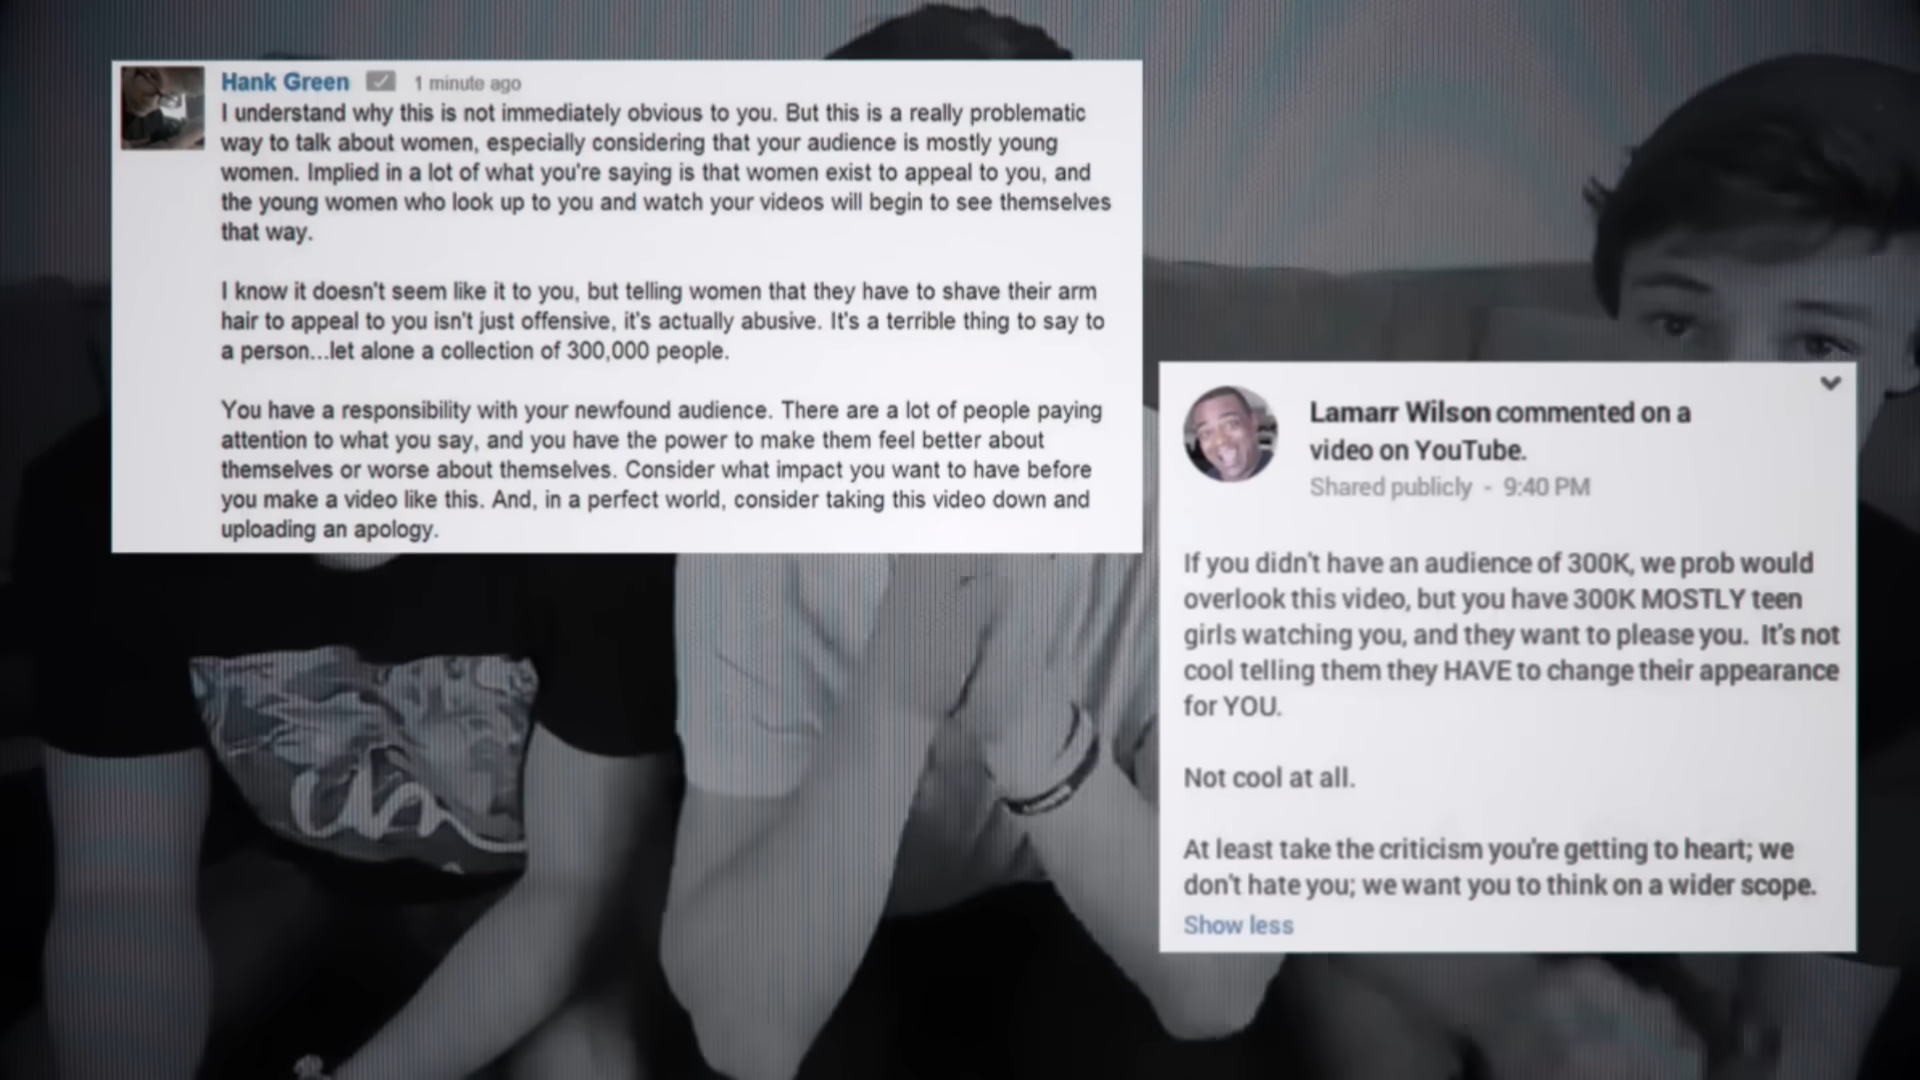 Hank Green 1 minute ago
I understand why this is not immediately obvious to you. But this is a really problematic
way to talk about women, especially considering that your audience is mostly young
women. Implied in a lot of what you're saying is that women exist to appeal to you, and
the young women who look up to you and watch your videos will begin to see themselves
that way.
I know it doesn't seem like it to you, but telling women that they have to shave their arm
hair to appeal to you isn't just offensive, it's actually abusive. It's a terrible thing to say to
a person...let alone a collection of 300,000 people.
You have a responsibility with your newfound audience. There are a lot of people paying
attention to what you say, and you have the power to make them feel better about
themselves or worse about themselves. Consider what impact you want to have before
you make a video like this. And, in a perfect world, consider taking this video down and
uploading an apology.
Lamarr Wilson commented on a
video on YouTube.
Shared publicly - 9:40 PM
If you didn't have an audience of 300K, we prob would
overlook this video, but you have 300K MOSTLY teen
girls watching you, and they want to please you. It's not
cool telling them they HAVE to change their appearance
for YOU.
Not cool at all.
At least take the criticism you're getting to heart; we
don't hate you; we want you to think on a wider scope.
Show less